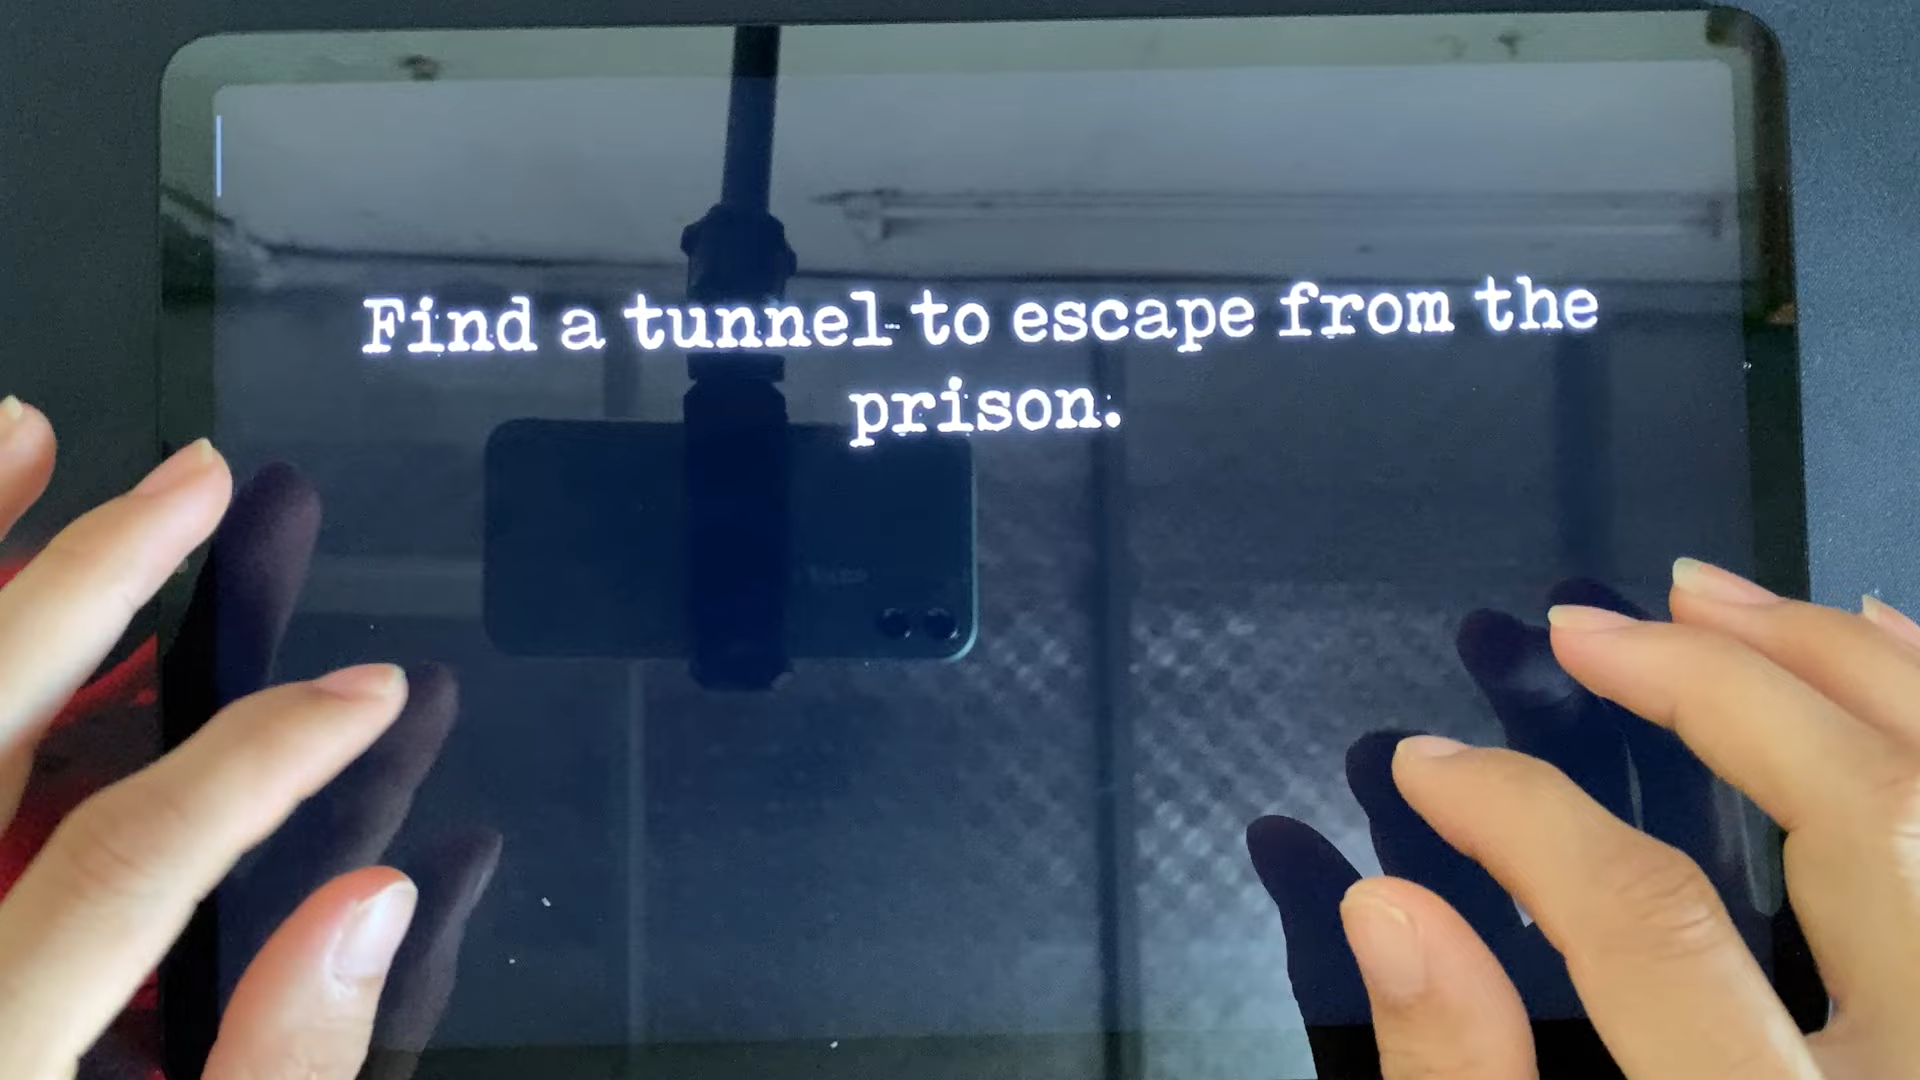 Find a tunnel to escape from the
prison.